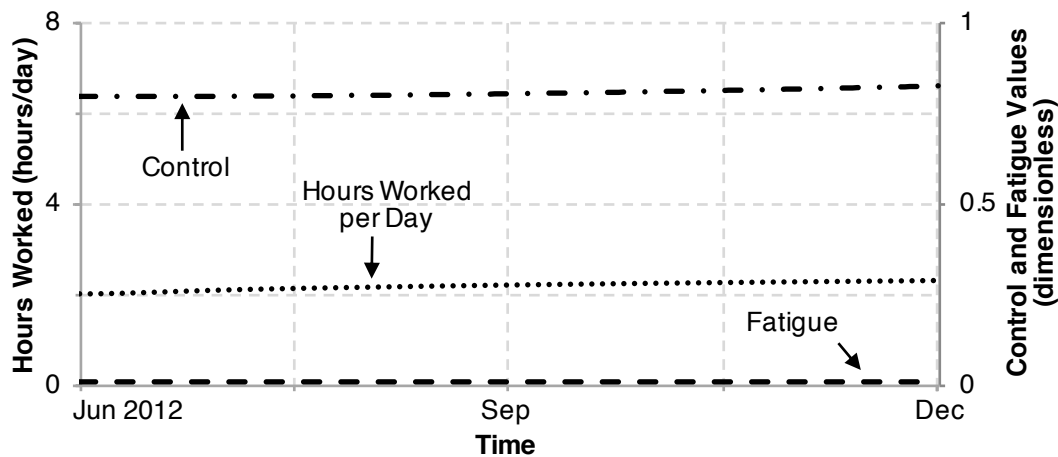 8
4
0
Hours Worked (hours/day)
Control
Hours Worked
per Day
Fatigue
1
0.5
0
Control and Fatigue Values
(dimensionless)
Jun 2012
Sep
Dec
Time